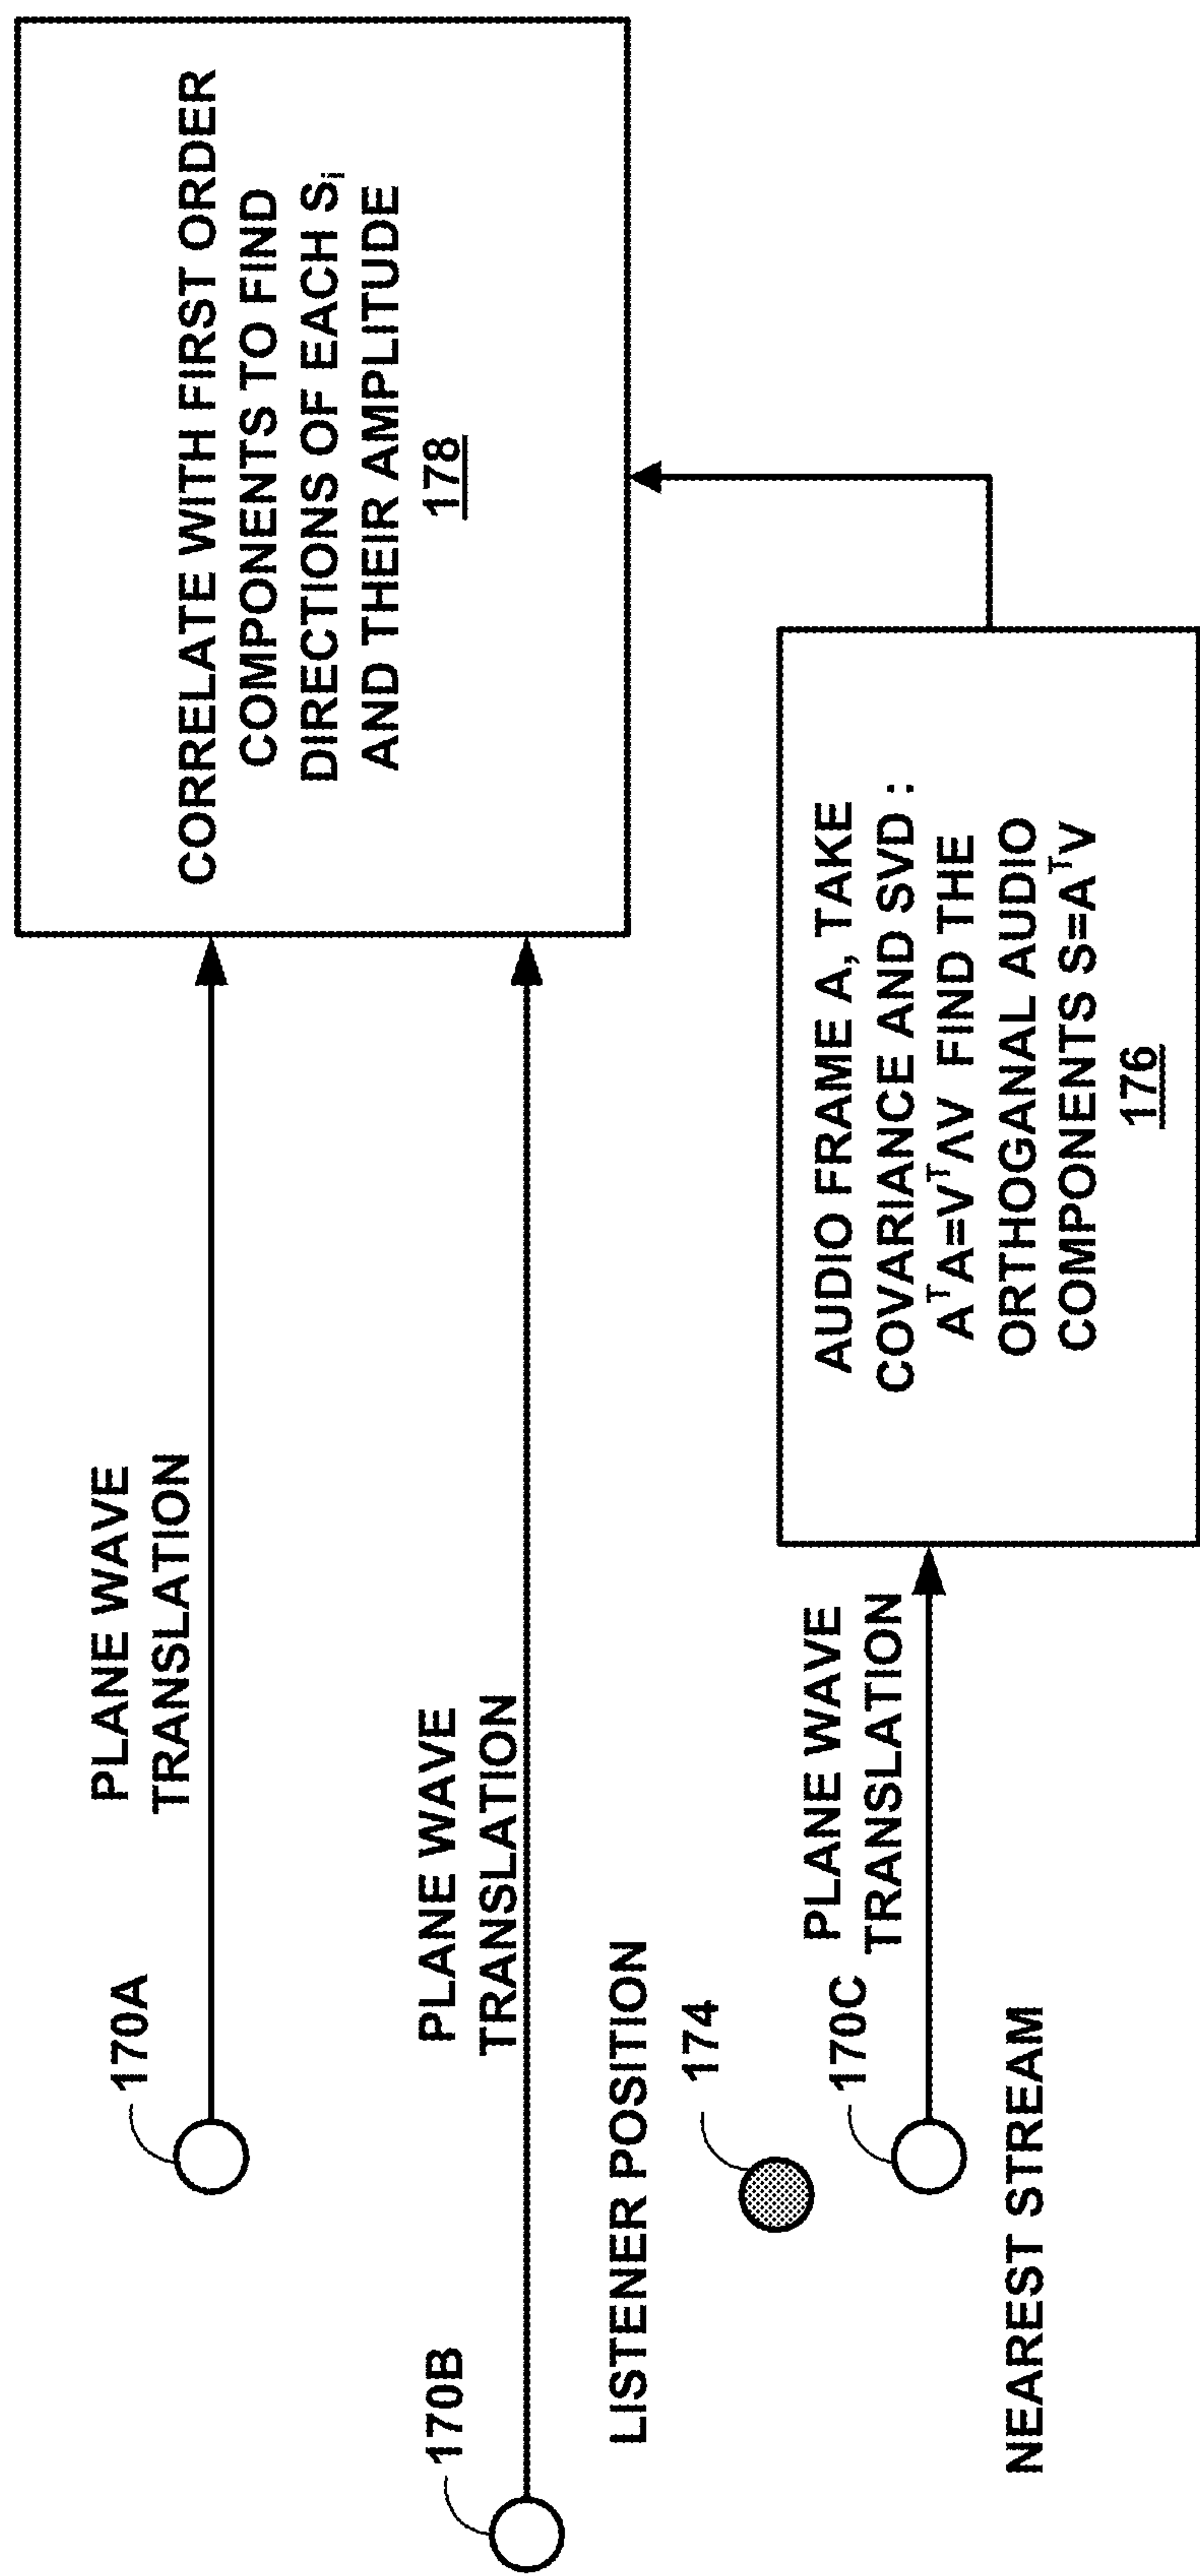 170A
PLANE WAVE
TRANSLATION
CORRELATE WITH FIRST ORDER
COMPONENTS TO FIND
DIRECTIONS OF EACH Sᵢ
AND THEIR AMPLITUDE
178
170B
PLANE WAVE
TRANSLATION
LISTENER POSITION
174
170C
PLANE WAVE
TRANSLATION
NEAREST STREAM
AUDIO FRAME A, TAKE
COVARIANCE AND SVD :
AᵀA=VᵀΛV FIND THE
ORTHOGANAL AUDIO
COMPONENTS S=AᵀV
176